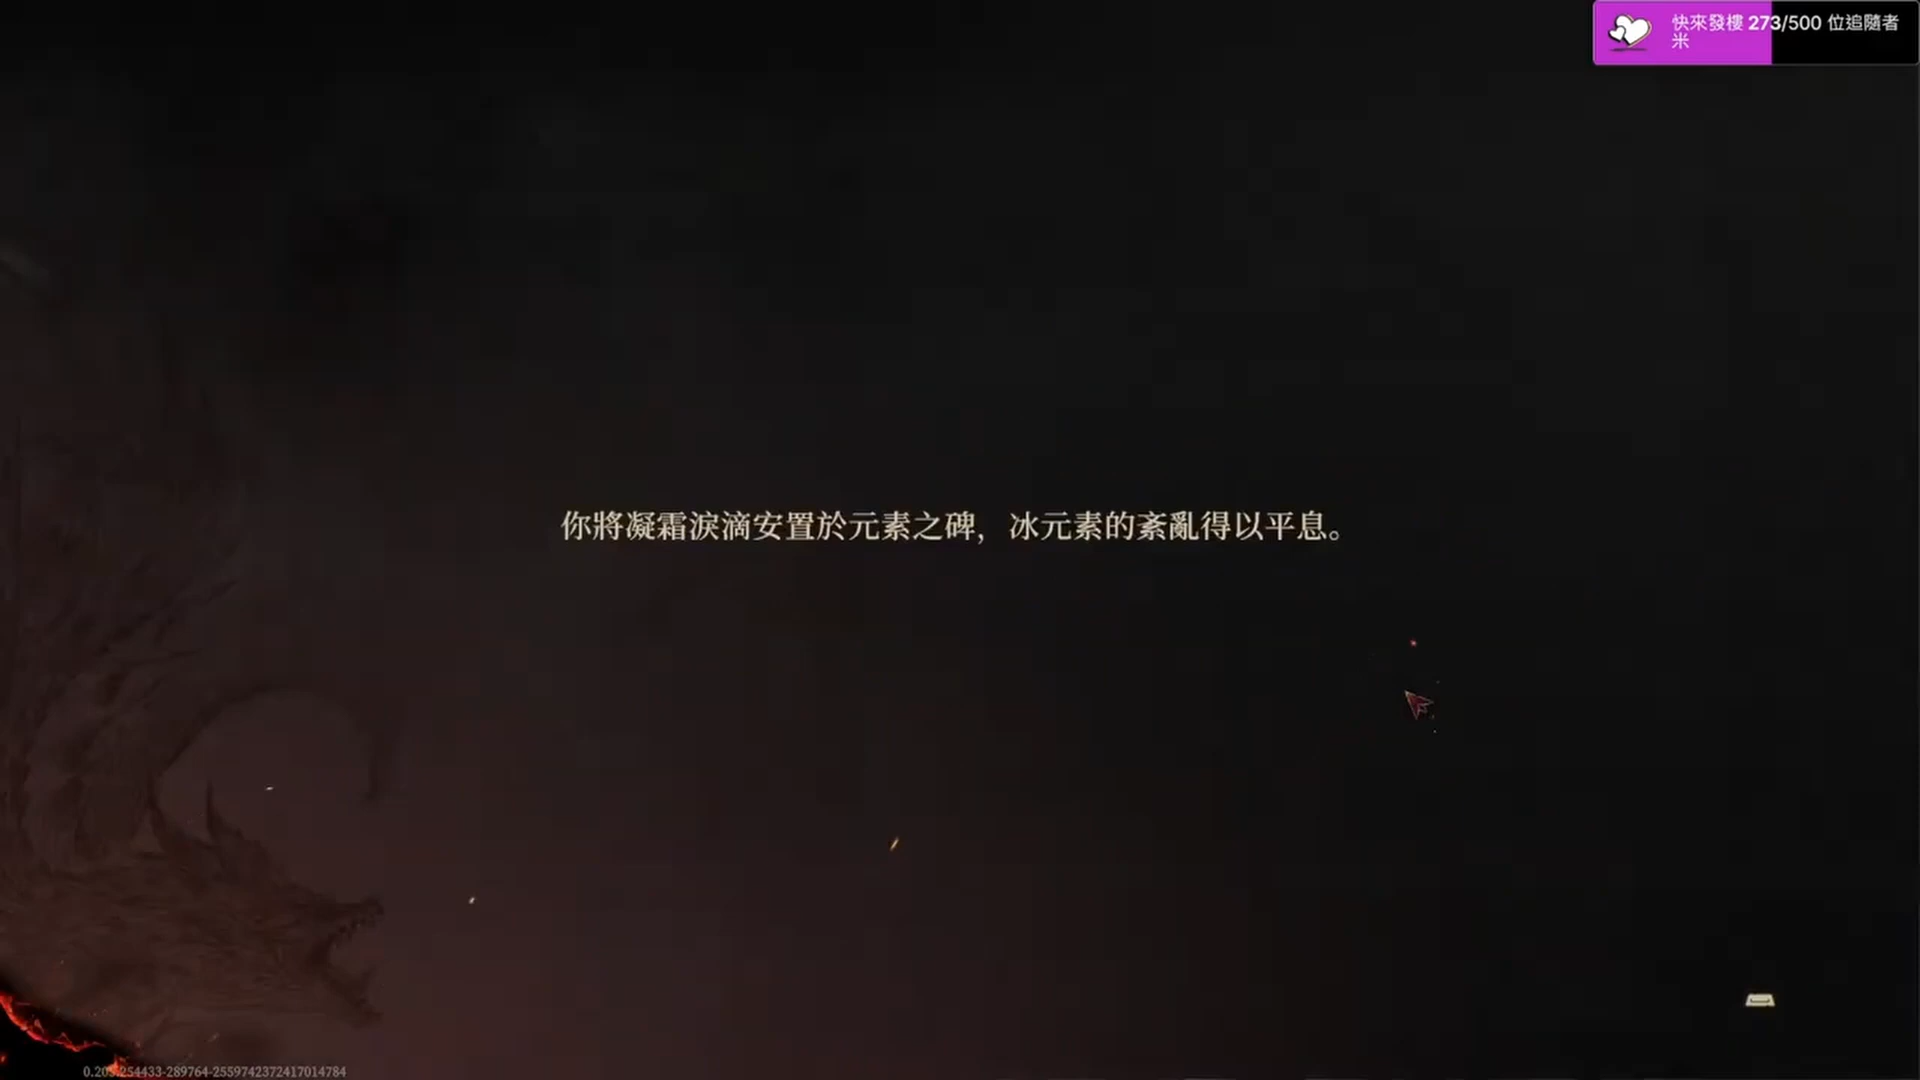 快來發樓 273/500 位追隨者
米
你將凝霜淚滴安置於元素之碑，冰元素的紊亂得以平息。